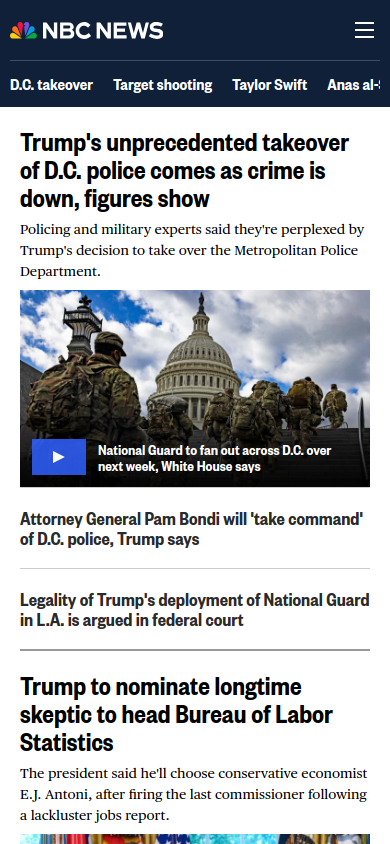 NBC NEWS
D.C. takeover Target shooting Taylor Swift Anas al-
Trump's unprecedented takeover
of D.C. police comes as crime is
down, figures show
Policing and military experts said they're perplexed by
Trump's decision to take over the Metropolitan Police
Department.
National Guard to fan out across D.C. over
next week, White House says
Attorney General Pam Bondi will 'take command'
of D.C. police, Trump says
Legality of Trump's deployment of National Guard
in L.A. is argued in federal court
Trump to nominate longtime
skeptic to head Bureau of Labor
Statistics
The president said he'll choose conservative economist
E.J. Antoni, after firing the last commissioner following
a lackluster jobs report.